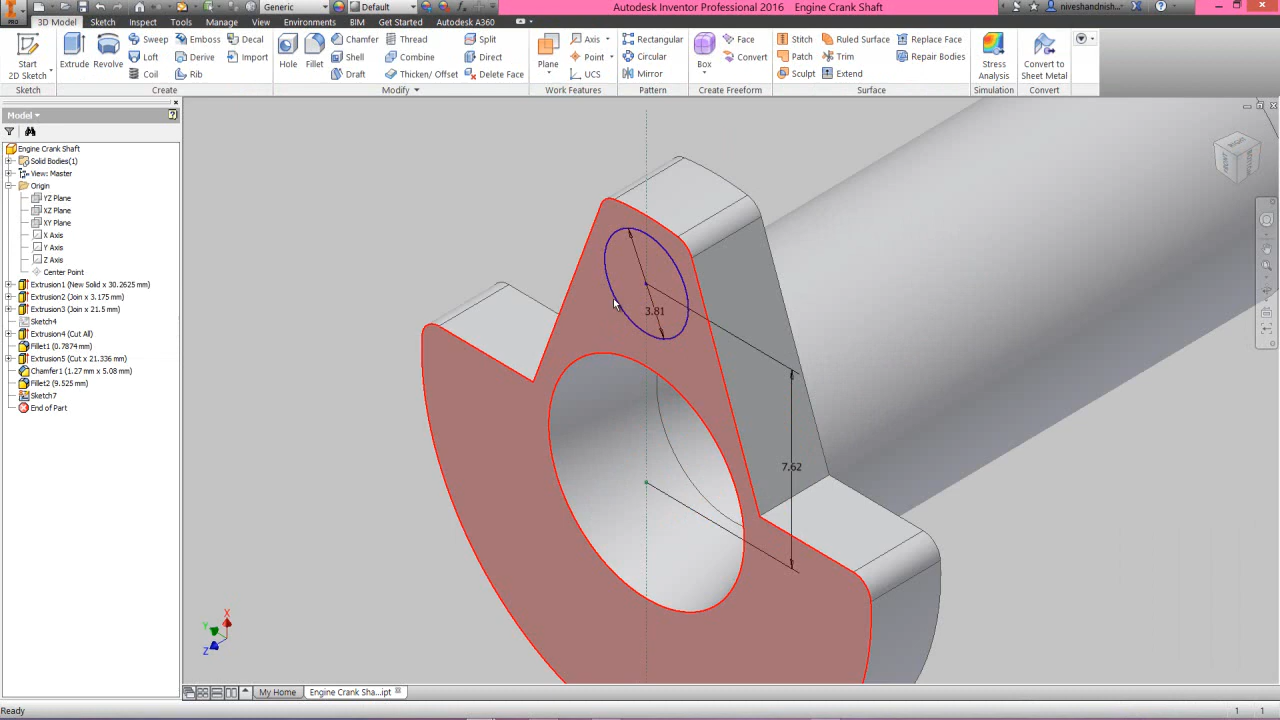 Generic
Default
Autodesk Inventor Professional 2016 Engine Crank Shaft
niveshandnish...
PRO
3D Model Sketch Inspect Tools Manage View Environments BIM Get Started Autodesk A360
Start
2D Sketch
Extrude Revolve
Sweep Emboss Decal
Loft Derive Import
Coil Rib
Hole Fillet
Chamfer Thread Split
Shell Combine Direct
Draft Thicken/ Offset Delete Face
Plane
Axis
Point
UCS
Rectangular
Circular
Mirror
Box
Face
Convert
Stitch Ruled Surface Replace Face
Patch Trim Repair Bodies
Sculpt Extend
Stress
Analysis
Convert to
Sheet Metal
Sketch Create Modify Work Features Pattern Create Freeform Surface Simulation Convert
Model
Engine Crank Shaft
Solid Bodies(1)
View: Master
Origin
YZ Plane
XZ Plane
XY Plane
X Axis
Y Axis
Z Axis
Center Point
Extrusion1 (New Solid x 30.2625 mm)
Extrusion2 (Join x 3.175 mm)
Extrusion3 (Join x 21.5 mm)
Sketch4
Extrusion4 (Cut All)
Fillet1 (0.7874 mm)
Extrusion5 (Cut x 21.336 mm)
Chamfer1 (1.27 mm x 5.08 mm)
Fillet2 (9.525 mm)
Sketch7
End of Part
3.81
7.62
X
Y
Z
My Home Engine Crank Sha...ipt
Ready 1 1